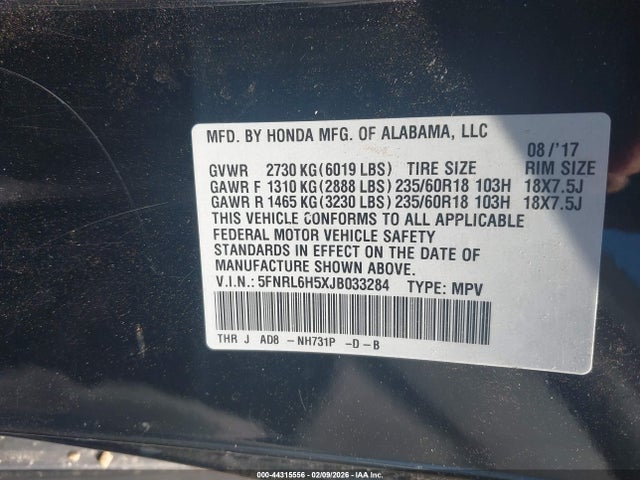 MFD. BY HONDA MFG. OF ALABAMA, LLC
08/'17
GVWR 2730 KG(6019 LBS) TIRE SIZE RIM SIZE
GAWR F 1310 KG(2888 LBS) 235/60R18 103H 18X7.5J
GAWR R 1465 KG(3230 LBS) 235/60R18 103H 18X7.5J
THIS VEHICLE CONFORMS TO ALL APPLICABLE
FEDERAL MOTOR VEHICLE SAFETY
STANDARDS IN EFFECT ON THE DATE OF
MANUFACTURE SHOWN ABOVE.
V.I.N.: 5FNRL6H5XJB033284 TYPE: MPV
THR J AD8 -NH731P -D-B
44315556 - 02/09/2026 - IAAI.COM